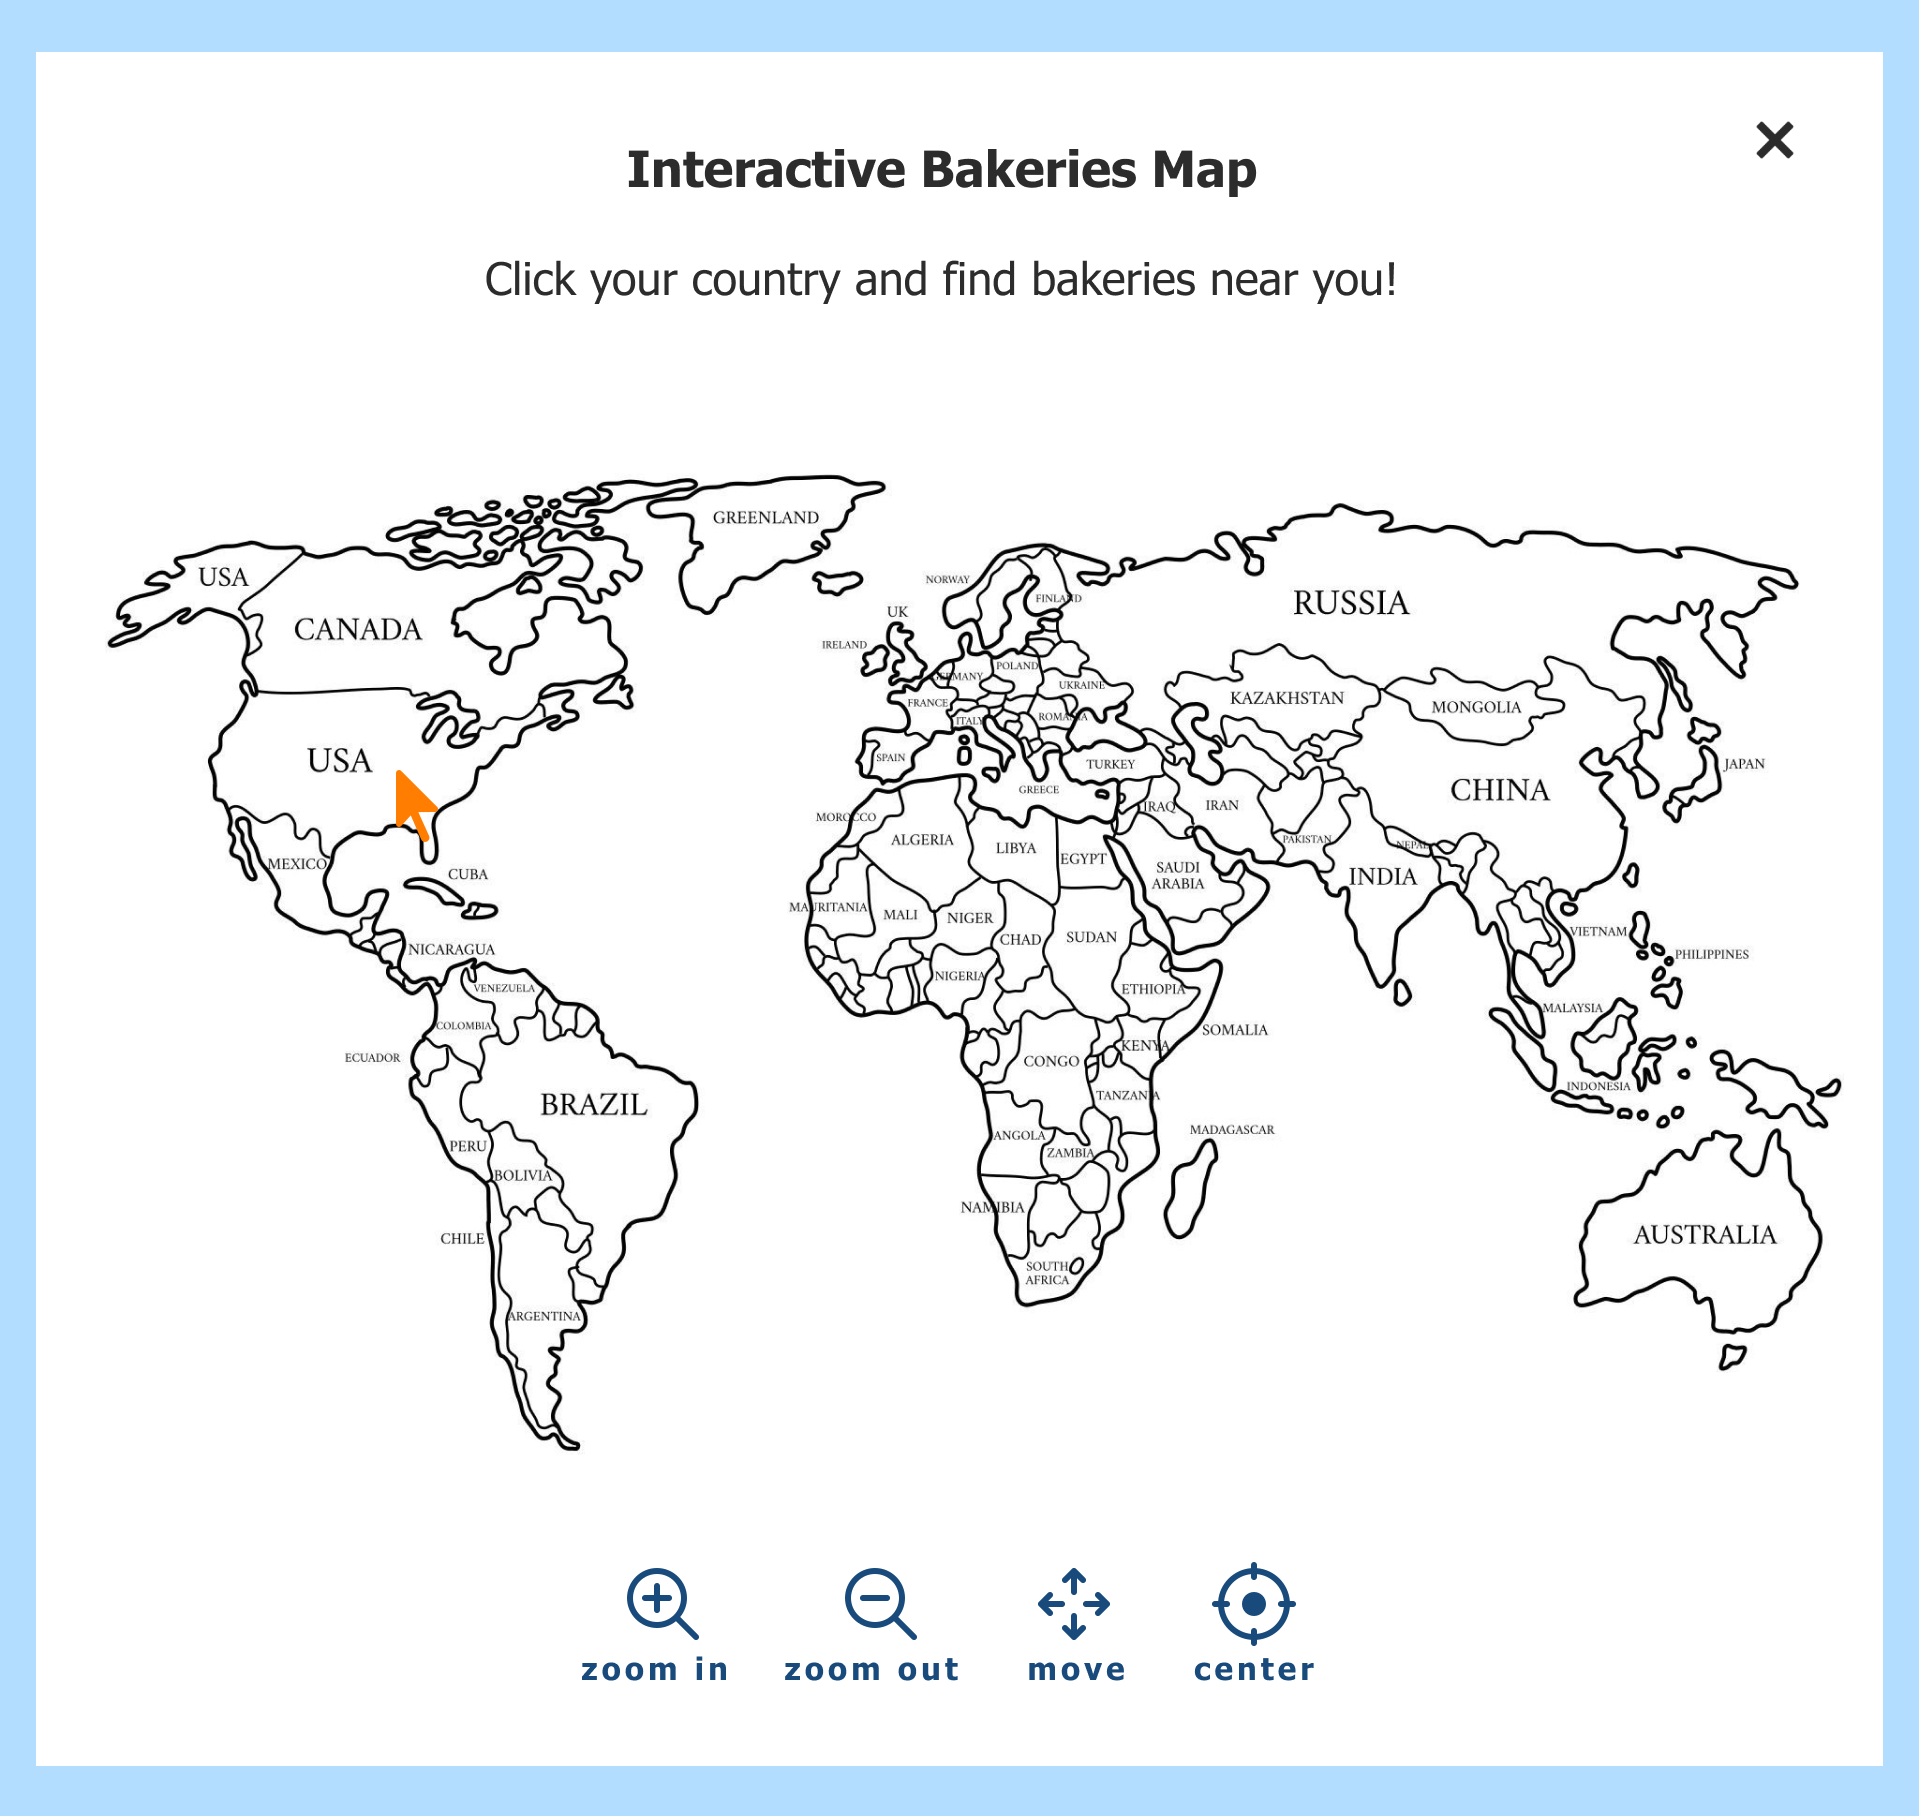 Interactive Bakeries Map
Click your country and find bakeries near you!
GREENLAND
USA
CANADA
NORWAY
FINLAND
UK
IRELAND
RUSSIA
POLAND
GERMANY
UKRAINE
FRANCE
ITALY
ROMANIA
KAZAKHSTAN
MONGOLIA
USA
SPAIN
TURKEY
GREECE
CHINA
JAPAN
MOROCCO
IRAQ
IRAN
ALGERIA
LIBYA
EGYPT
PAKISTAN
NEPAL
MEXICO
CUBA
SAUDI
ARABIA
INDIA
MAURITANIA
MALI
NIGER
CHAD
SUDAN
VIETNAM
PHILIPPINES
NICARAGUA
VENEZUELA
NIGERIA
ETHIOPIA
MALAYSIA
COLOMBIA
SOMALIA
ECUADOR
CONGO
KENYA
INDONESIA
BRAZIL
TANZANIA
PERU
ANGOLA
ZAMBIA
MADAGASCAR
BOLIVIA
NAMIBIA
CHILE
AUSTRALIA
SOUTH
AFRICA
ARGENTINA
zoom in
zoom out
move
center